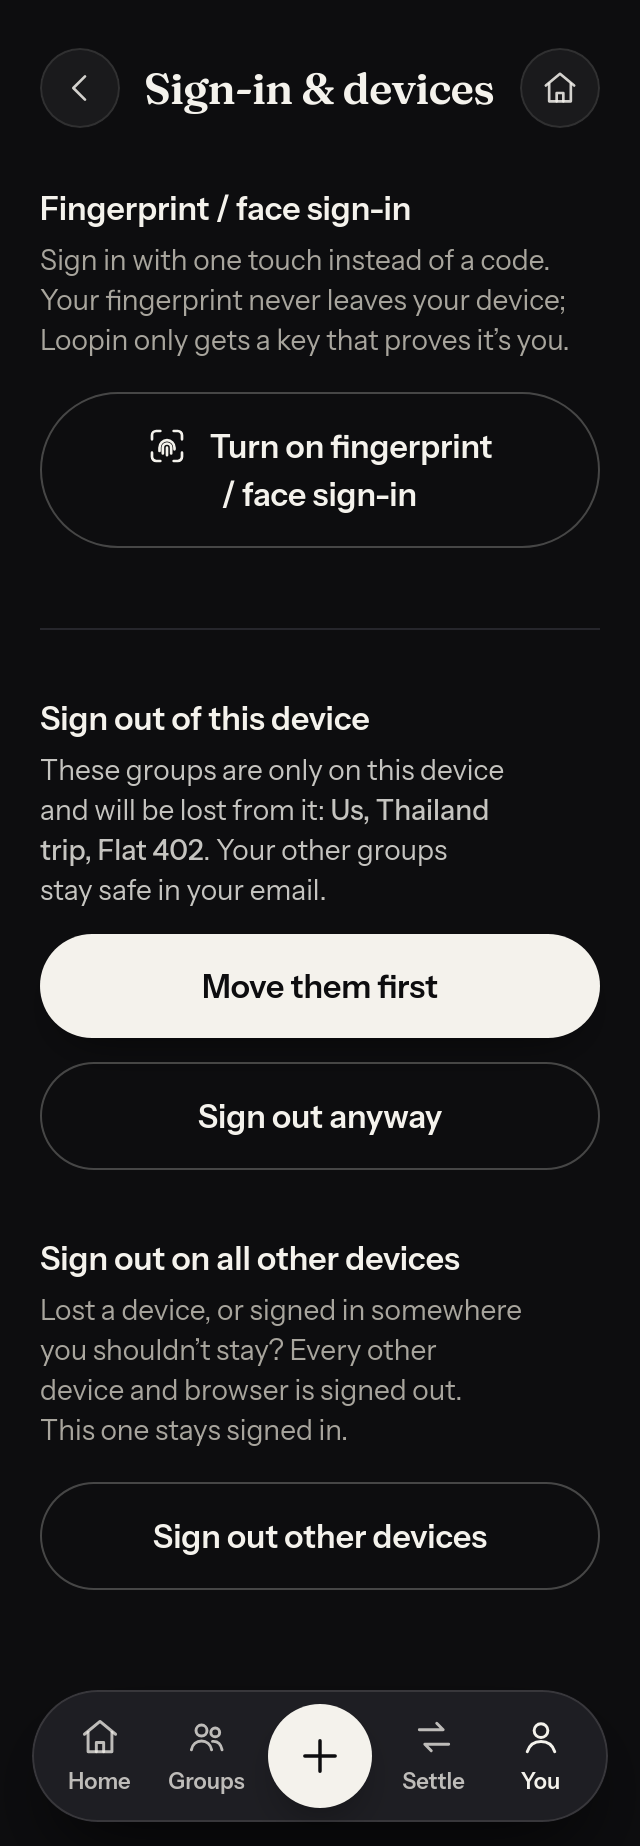 Sign-in & devices
Fingerprint / face sign-in
Sign in with one touch instead of a code.
Your fingerprint never leaves your device;
Loopin only gets a key that proves it’s you.
Turn on fingerprint
/ face sign-in
Sign out of this device
These groups are only on this device
and will be lost from it: Us, Thailand
trip, Flat 402. Your other groups
stay safe in your email.
Move them first
Sign out anyway
Sign out on all other devices
Lost a device, or signed in somewhere
you shouldn’t stay? Every other
device and browser is signed out.
This one stays signed in.
Sign out other devices
Home Groups Settle You